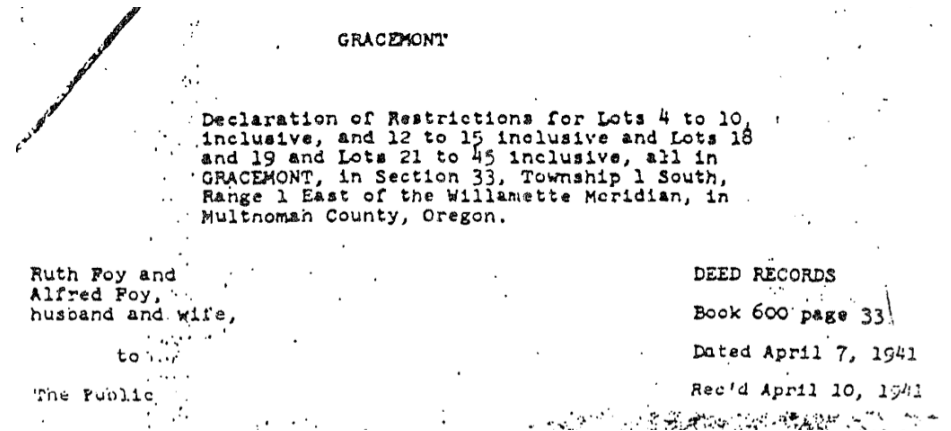 GRACEMONT
Declaration of Restrictions for Lots 4 to 10,
inclusive, and 12 to 15 inclusive and Lots 18
and 19 and Lots 21 to 45 inclusive, all in
GRACEMONT, in Section 33, Township 1 South,
Range 1 East of the Willamette Meridian, in
Multnomah County, Oregon.
Ruth Foy and
Alfred Foy,
husband and wife,
to
The Public
DEED RECORDS
Book 600 page 33
Dated April 7, 1941
Rec'd April 10, 1941